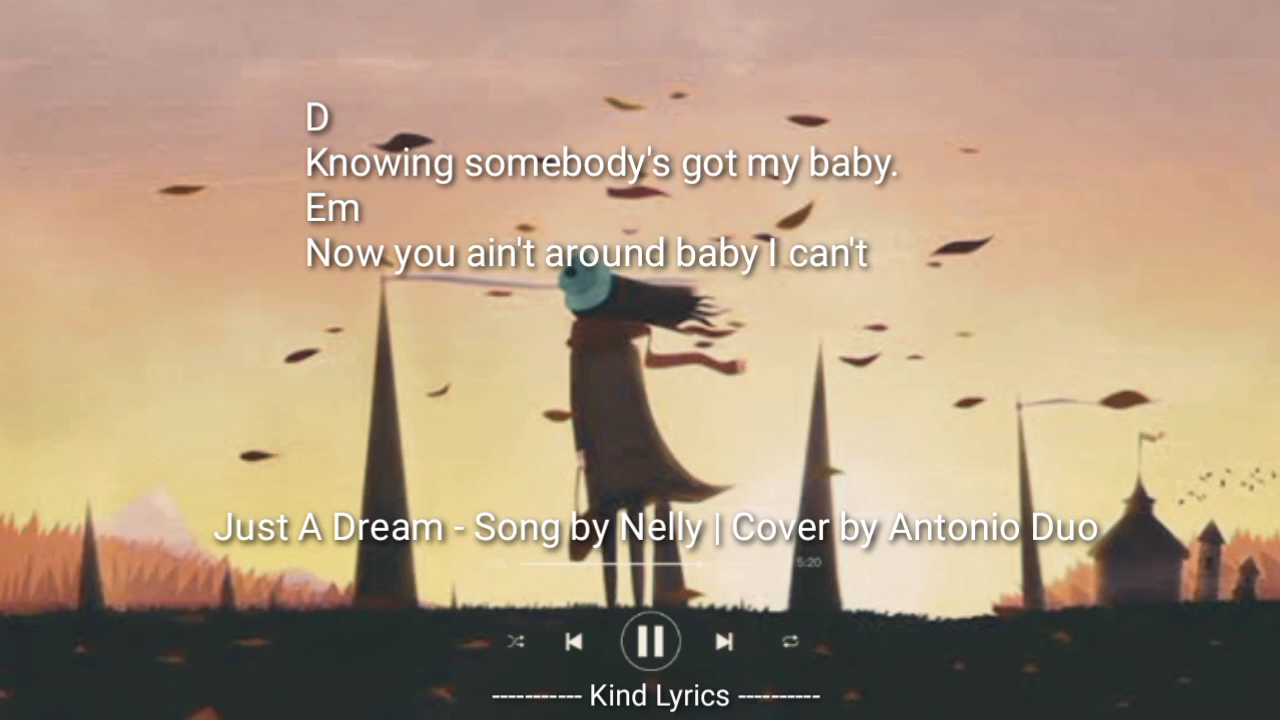 D
Knowing somebody's got my baby.
Em
Now you ain't around baby I can't
Just A Dream - Song by Nelly | Cover by Antonio Duo
5:20
----------- Kind Lyrics ----------